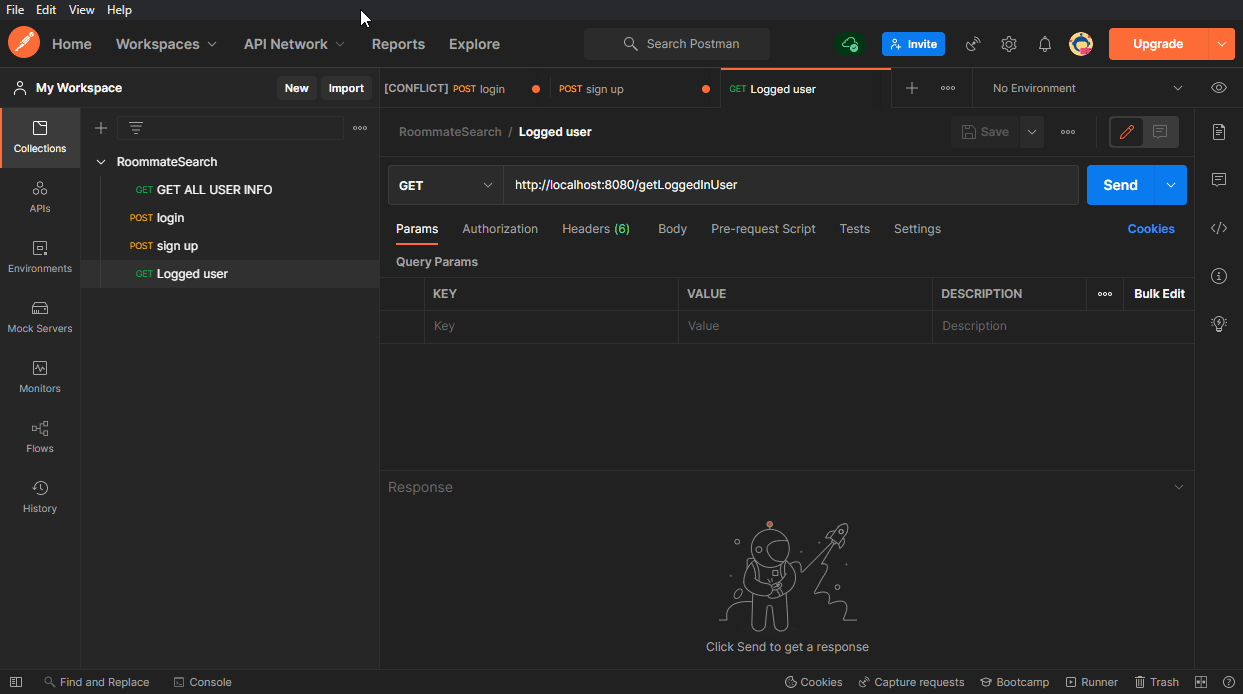 File Edit View Help
Home Workspaces API Network Reports Explore Search Postman Invite Upgrade
My Workspace New Import
[CONFLICT] POST login POST sign up GET Logged user No Environment
Collections
APIs
Environments
Mock Servers
Monitors
Flows
History
RoommateSearch
GET GET ALL USER INFO
POST login
POST sign up
GET Logged user
RoommateSearch / Logged user Save
GET http://localhost:8080/getLoggedInUser Send
Params Authorization Headers (6) Body Pre-request Script Tests Settings Cookies
Query Params
KEY VALUE DESCRIPTION Bulk Edit
Key Value Description
Response
Click Send to get a response
Find and Replace Console Cookies Capture requests Bootcamp Runner Trash